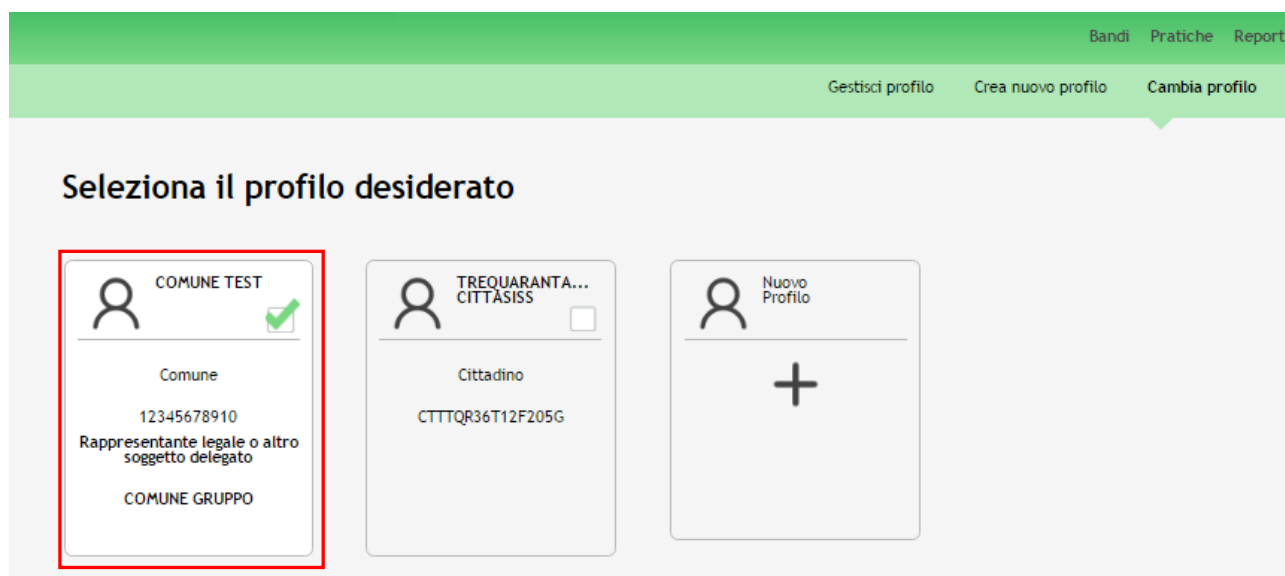 Bandi Pratiche Report
Gestisci profilo Crea nuovo profilo Cambia profilo
Seleziona il profilo desiderato
COMUNE TEST
Comune
12345678910
Rappresentante legale o altro
soggetto delegato
COMUNE GRUPPO
TREQUARANTA...
CITTÀSISS
Cittadino
CTTTQR36T12F205G
Nuovo
Profilo